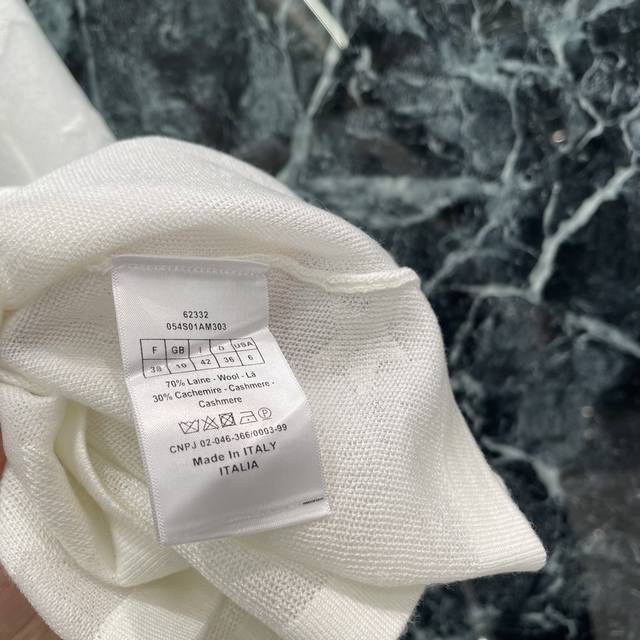 62332
054S01AM303
F GB I D USA
38 10 42 36 6
70% Laine - Wool - Lã
30% Cachemire - Cashmere -
Cashmere
CNPJ 02-046-366/0003-99
Made In ITALY
ITALIA